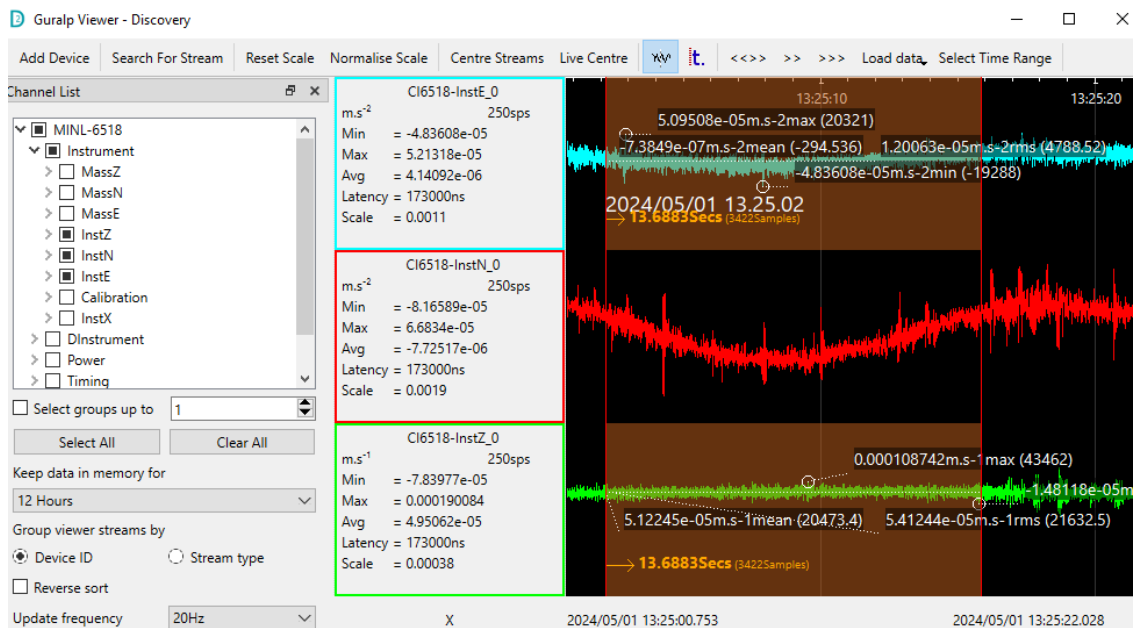 Guralp Viewer - Discovery
Add Device Search For Stream Reset Scale Normalise Scale Centre Streams Live Centre t. <<>> >> >>> Load data Select Time Range
Channel List
MINL-6518
Instrument
MassZ
MassN
MassE
InstZ
InstN
InstE
Calibration
InstX
DInstrument
Power
Timing
Select groups up to 1
Select All Clear All
Keep data in memory for
12 Hours
Group viewer streams by
Device ID Stream type
Reverse sort
Update frequency 20Hz
CI6518-InstE_0
m.s-2 250sps
Min = -4.83608e-05
Max = 5.21318e-05
Avg = 4.14092e-06
Latency = 173000ns
Scale = 0.0011
CI6518-InstN_0
m.s-2 250sps
Min = -8.16589e-05
Max = 6.6834e-05
Avg = -7.72517e-06
Latency = 173000ns
Scale = 0.0019
CI6518-InstZ_0
m.s-1 250sps
Min = -7.83977e-05
Max = 0.000190084
Avg = 4.95062e-05
Latency = 173000ns
Scale = 0.00038
X
13:25:10 13:25:20
5.09508e-05m.s-2max (20321)
-7.3849e-07m.s-2mean (-294.536) 1.20063e-05m.s-2rms (4788.52)
-4.83608e-05m.s-2min (-19288)
2024/05/01 13.25.02
13.6883Secs (3422Samples)
0.000108742m.s-1max (43462)
-1.48118e-05m
5.12245e-05m.s-1mean (20473.4) 5.41244e-05m.s-1rms (21632.5)
13.6883Secs (3422Samples)
2024/05/01 13:25:00.753 2024/05/01 13:25:22.028